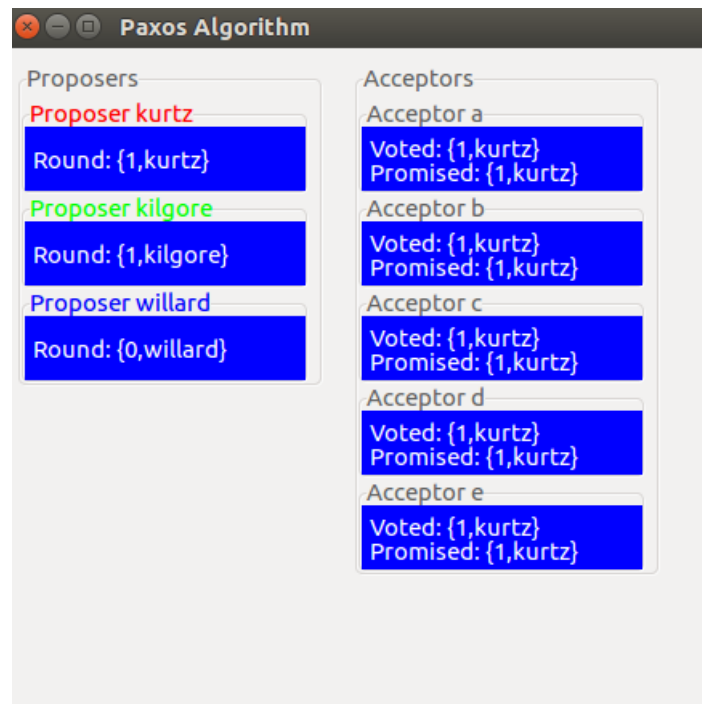 Paxos Algorithm
Proposers
Proposer kurtz
Round: {1,kurtz}
Proposer kilgore
Round: {1,kilgore}
Proposer willard
Round: {0,willard}
Acceptors
Acceptor a
Voted: {1,kurtz}
Promised: {1,kurtz}
Acceptor b
Voted: {1,kurtz}
Promised: {1,kurtz}
Acceptor c
Voted: {1,kurtz}
Promised: {1,kurtz}
Acceptor d
Voted: {1,kurtz}
Promised: {1,kurtz}
Acceptor e
Voted: {1,kurtz}
Promised: {1,kurtz}